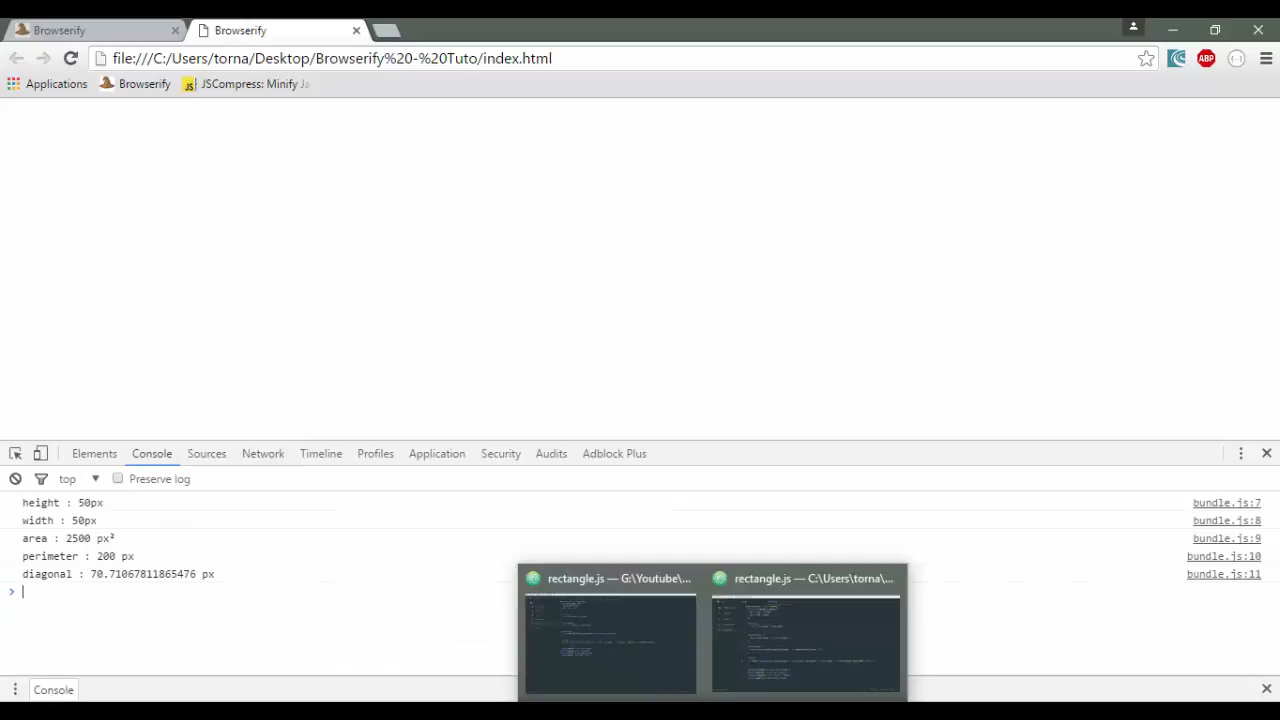 Browserify
Browserify
file:///C:/Users/torna/Desktop/Browserify%20-%20Tuto/index.html
ABP
Applications
Browserify
JS
JSCompress: Minify Ja
Elements
Console
Sources
Network
Timeline
Profiles
Application
Security
Audits
Adblock Plus
top
Preserve log
height : 50px
bundle.js:7
width : 50px
bundle.js:8
area : 2500 px²
bundle.js:9
perimeter : 200 px
bundle.js:10
diagonal : 70.71067811865476 px
bundle.js:11
rectangle.js — G:\Youtube\...
rectangle.js — C:\Users\torna\...
Console